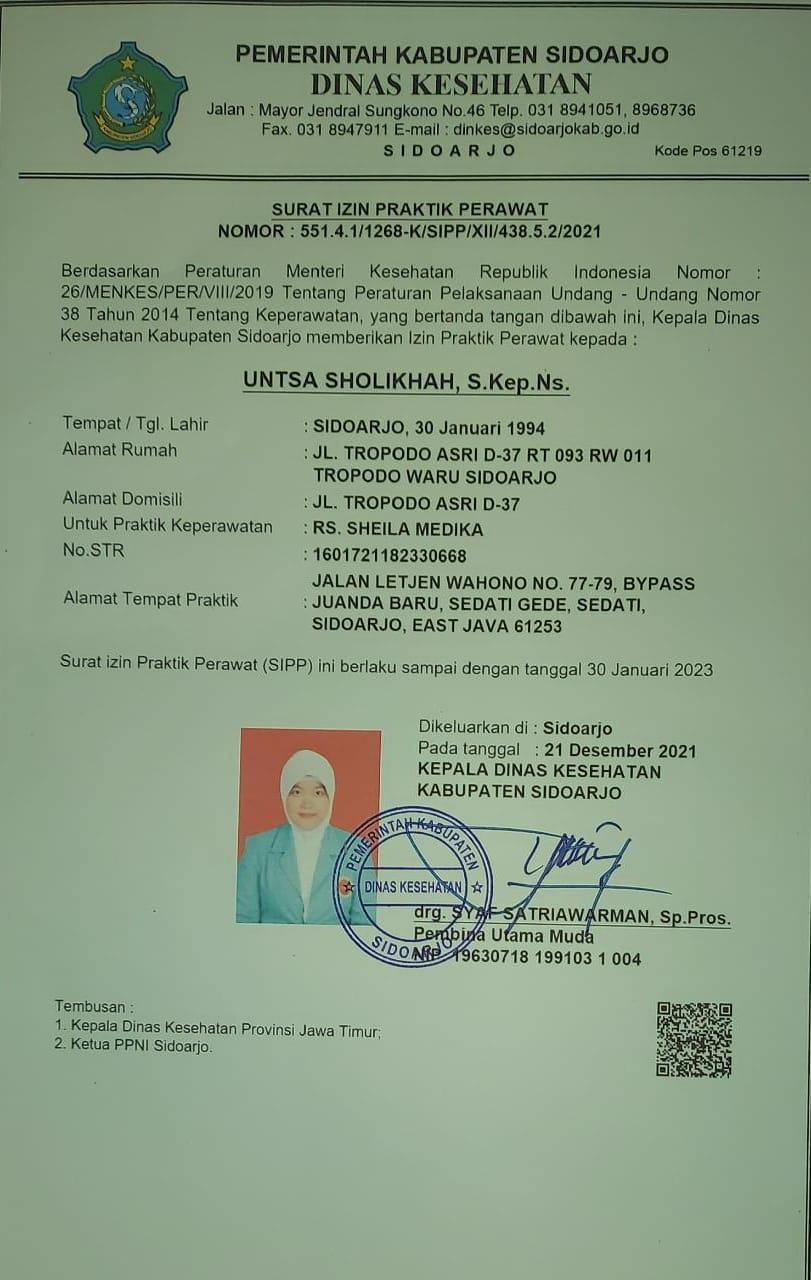 PEMERINTAH KABUPATEN SIDOARJO
DINAS KESEHATAN
Jalan : Mayor Jendral Sungkono No.46 Telp. 031 8941051, 8968736
Fax. 031 8947911 E-mail : dinkes@sidoarjokab.go.id
S I D O A R J O
Kode Pos 61219
SURAT IZIN PRAKTIK PERAWAT
NOMOR : 551.4.1/1268-K/SIPP/XII/438.5.2/2021
Berdasarkan Peraturan Menteri Kesehatan Republik Indonesia Nomor :
26/MENKES/PER/VIII/2019 Tentang Peraturan Pelaksanaan Undang - Undang Nomor
38 Tahun 2014 Tentang Keperawatan, yang bertanda tangan dibawah ini, Kepala Dinas
Kesehatan Kabupaten Sidoarjo memberikan Izin Praktik Perawat kepada :
UNTSA SHOLIKHAH, S.Kep.Ns.
Tempat / Tgl. Lahir : SIDOARJO, 30 Januari 1994
Alamat Rumah : JL. TROPODO ASRI D-37 RT 093 RW 011
TROPODO WARU SIDOARJO
Alamat Domisili : JL. TROPODO ASRI D-37
Untuk Praktik Keperawatan : RS. SHEILA MEDIKA
No.STR : 1601721182330668
JALAN LETJEN WAHONO NO. 77-79, BYPASS
Alamat Tempat Praktik : JUANDA BARU, SEDATI GEDE, SEDATI,
SIDOARJO, EAST JAVA 61253
Surat izin Praktik Perawat (SIPP) ini berlaku sampai dengan tanggal 30 Januari 2023
Dikeluarkan di : Sidoarjo
Pada tanggal : 21 Desember 2021
KEPALA DINAS KESEHATAN
KABUPATEN SIDOARJO
PEMERINTAH KABUPATEN
DINAS KESEHATAN
SIDOARJO
drg. SYAF SATRIAWARMAN, Sp.Pros.
Pembina Utama Muda
NIP 19630718 199103 1 004
Tembusan :
1. Kepala Dinas Kesehatan Provinsi Jawa Timur;
2. Ketua PPNI Sidoarjo.